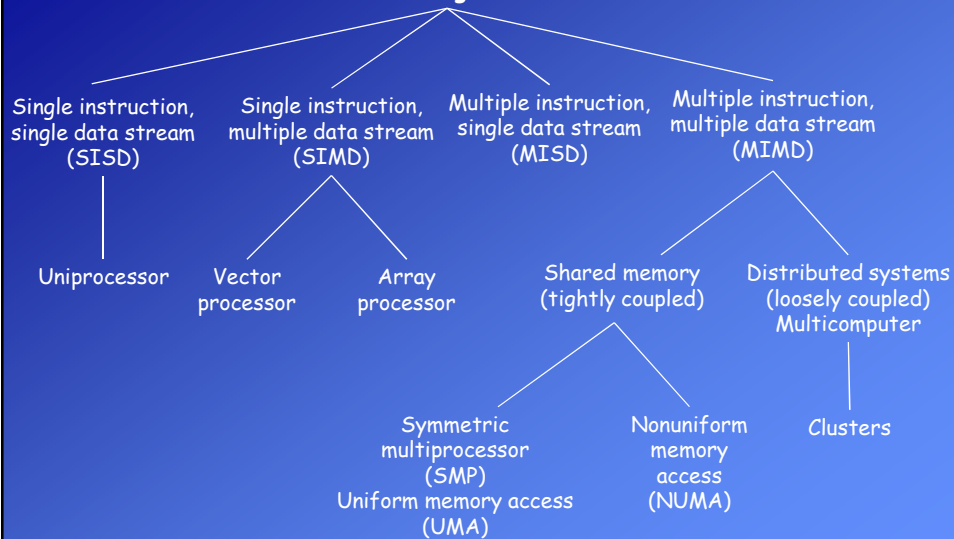 Single instruction,
single data stream
(SISD)
Single instruction,
multiple data stream
(SIMD)
Multiple instruction,
single data stream
(MISD)
Multiple instruction,
multiple data stream
(MIMD)
Uniprocessor
Vector
processor
Array
processor
Shared memory
(tightly coupled)
Distributed systems
(loosely coupled)
Multicomputer
Symmetric
multiprocessor
(SMP)
Uniform memory access
(UMA)
Nonuniform
memory
access
(NUMA)
Clusters